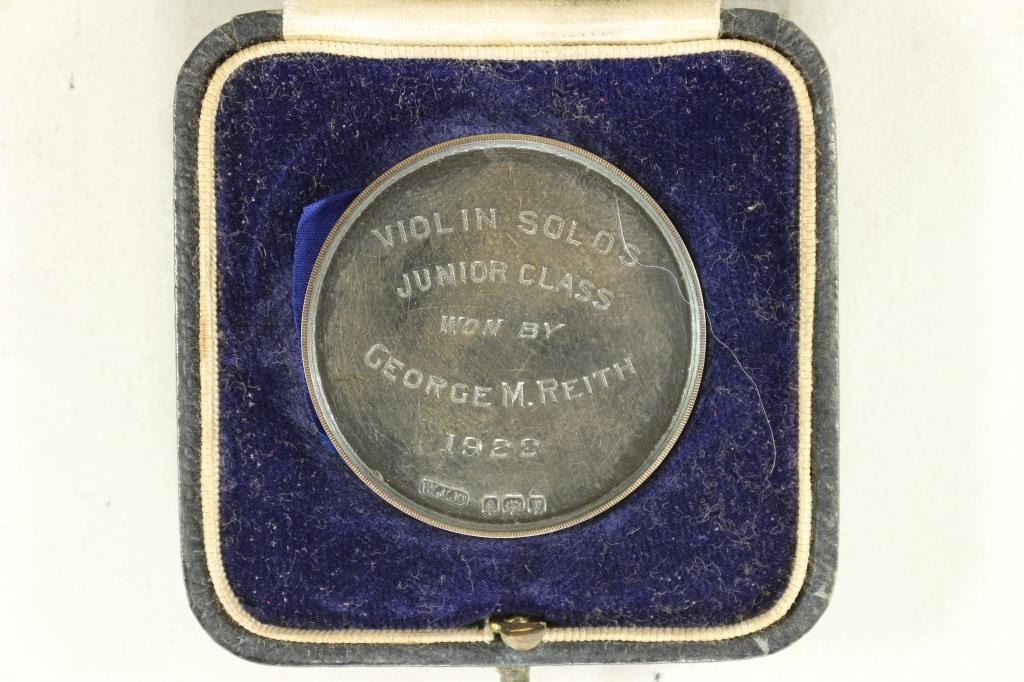 VIOLIN SOLOS
JUNIOR CLASS
WON BY
GEORGE M. REITH
1922